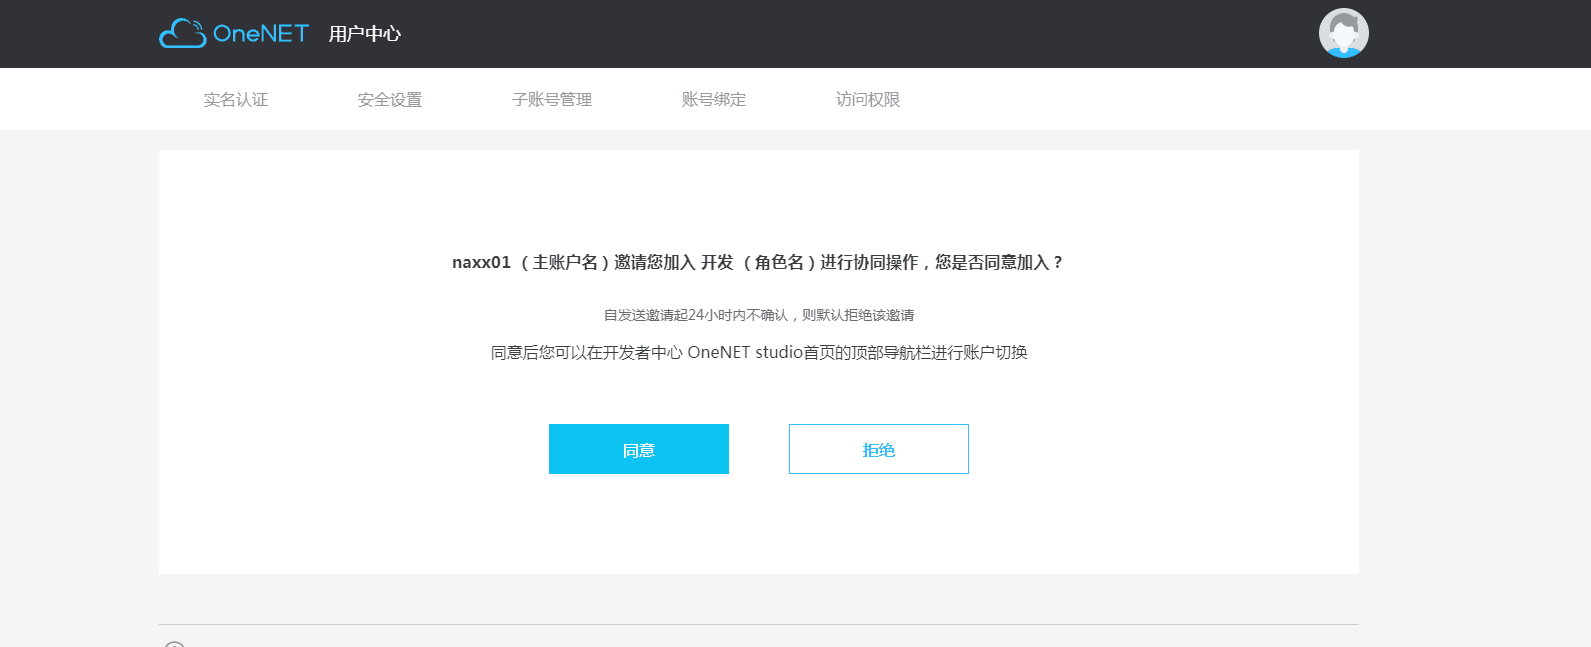 OneNET 用户中心
实名认证 安全设置 子账号管理 账号绑定 访问权限
naxx01（主账户名）邀请您加入 开发 （角色名）进行协同操作，您是否同意加入？
自发送邀请起24小时内不确认，则默认拒绝该邀请
同意后您可以在开发者中心 OneNET studio首页的顶部导航栏进行账户切换
同意 拒绝